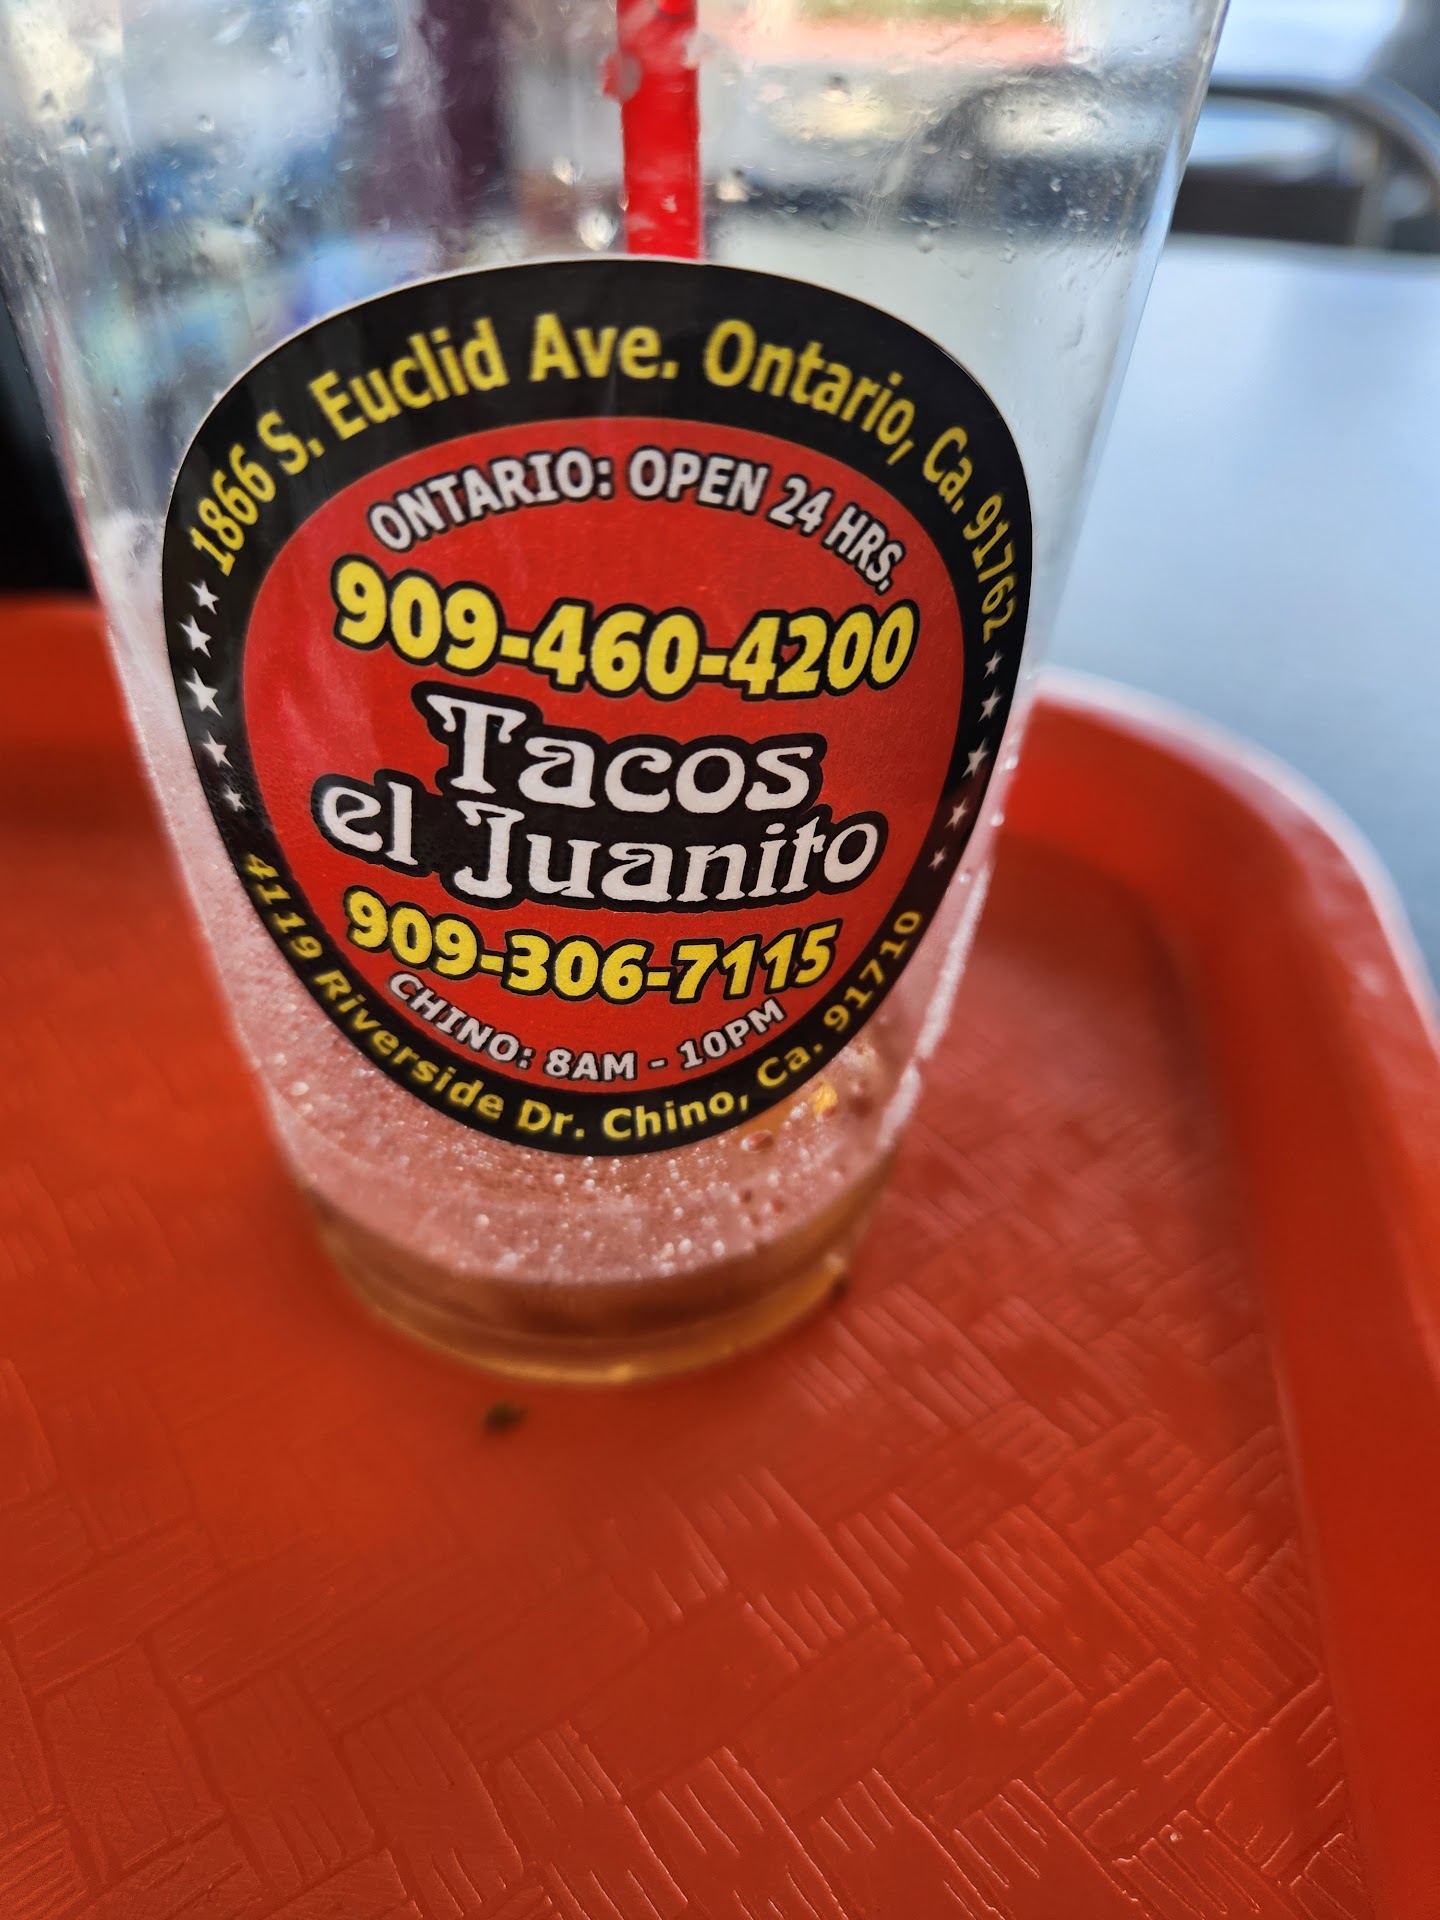 1866 S. Euclid Ave. Ontario, Ca. 91762
ONTARIO: OPEN 24 HRS.
909-460-4200
Tacos
el Juanito
909-306-7115
CHINO: 8AM - 10PM
4119 Riverside Dr. Chino, Ca. 91710